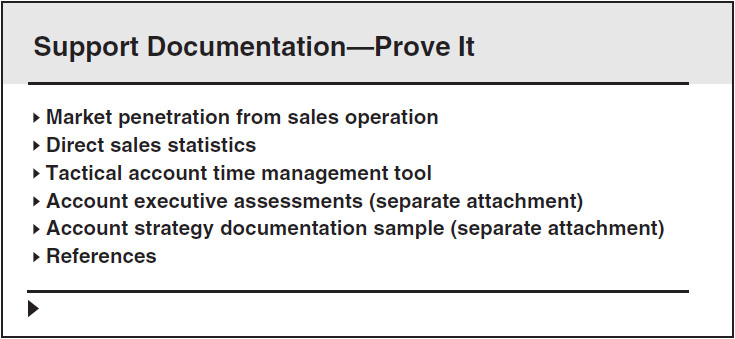 Support Documentation—Prove It
Market penetration from sales operation
Direct sales statistics
Tactical account time management tool
Account executive assessments (separate attachment)
Account strategy documentation sample (separate attachment)
References